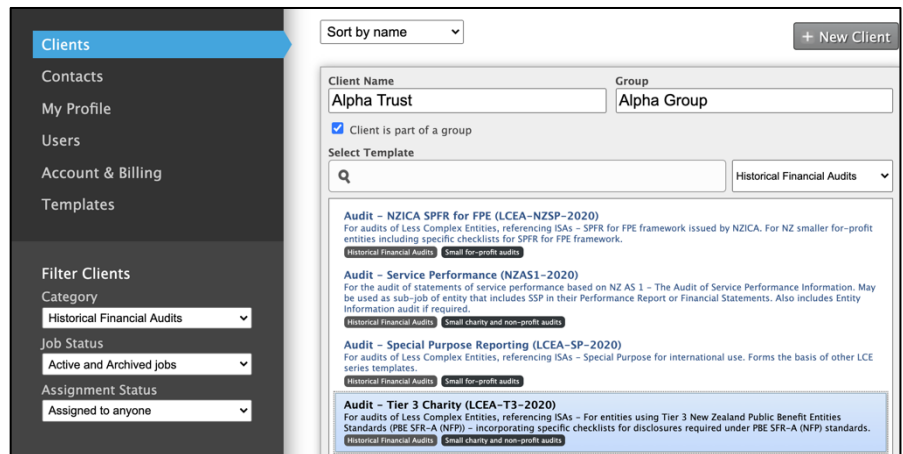 Clients
Contacts
My Profile
Users
Account & Billing
Templates
Filter Clients
Category
Historical Financial Audits
Job Status
Active and Archived jobs
Assignment Status
Assigned to anyone
Sort by name
+ New Client
Client Name
Group
Alpha Trust
Alpha Group
Client is part of a group
Select Template
Historical Financial Audits
Audit – NZICA SPFR for FPE (LCEA-NZSP-2020)
For audits of Less Complex Entities, referencing ISAs – SPFR for FPE framework issued by NZICA. For NZ smaller for-profit
entities including specific checklists for SPFR for FPE framework.
Historical Financial Audits Small for-profit audits
Audit – Service Performance (NZAS1-2020)
For the audit of statements of service performance based on NZ AS 1 – The Audit of Service Performance Information. May
be used as sub-job of entity that includes SSP in their Performance Report or Financial Statements. Also includes Entity
Information audit if required.
Historical Financial Audits Small charity and non-profit audits
Audit – Special Purpose Reporting (LCEA-SP-2020)
For audits of Less Complex Entities, referencing ISAs – Special Purpose for international use. Forms the basis of other LCE
series templates.
Historical Financial Audits Small for-profit audits
Audit – Tier 3 Charity (LCEA-T3-2020)
For audits of Less Complex Entities, referencing ISAs – For entities using Tier 3 New Zealand Public Benefit Entities
Standards (PBE SFR-A (NFP)) – incorporating specific checklists for disclosures required under PBE SFR-A (NFP) standards.
Historical Financial Audits Small charity and non-profit audits